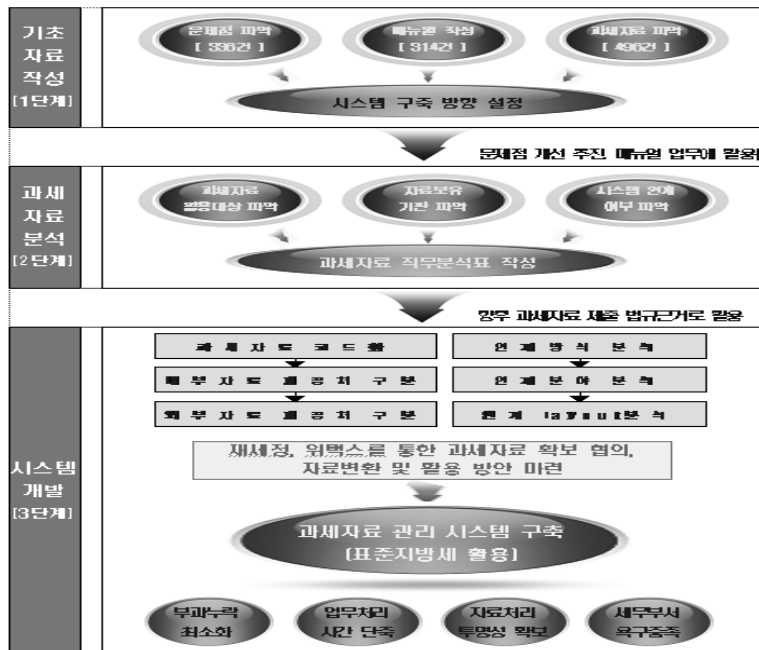 기초
자료
작성
[1단계]
문제점 파악
[ 336건 ]
매뉴얼 작성
[ 314건 ]
과세자료 파악
[ 496건 ]
시스템 구축 방향 설정
문제점 개선 추진 매뉴얼 업무에 활용
과세
자료
분석
[2단계]
과세자료
활용대상 파악
자료보유
기관 파악
시스템 연계
여부 파악
과세자료 직무분석표 작성
향후 과세자료 제출 법규근거로 활용
시스템
개발
[3단계]
과 세 자 료 코 드 화
내 부 자 료 제 공 처 구 분
외 부 자 료 제 공 처 구 분
연 계 방 식 분 석
연 계 분 야 분 석
연 계 layout분 석
재세정, 위택스를 통한 과세자료 확보 협의,
자료변환 및 활용 방안 마련
과세자료 관리 시스템 구축
(표준지방세 활용)
부과누락
최소화
업무처리
시간 단축
자료처리
투명성 확보
세무부서
욕구충족